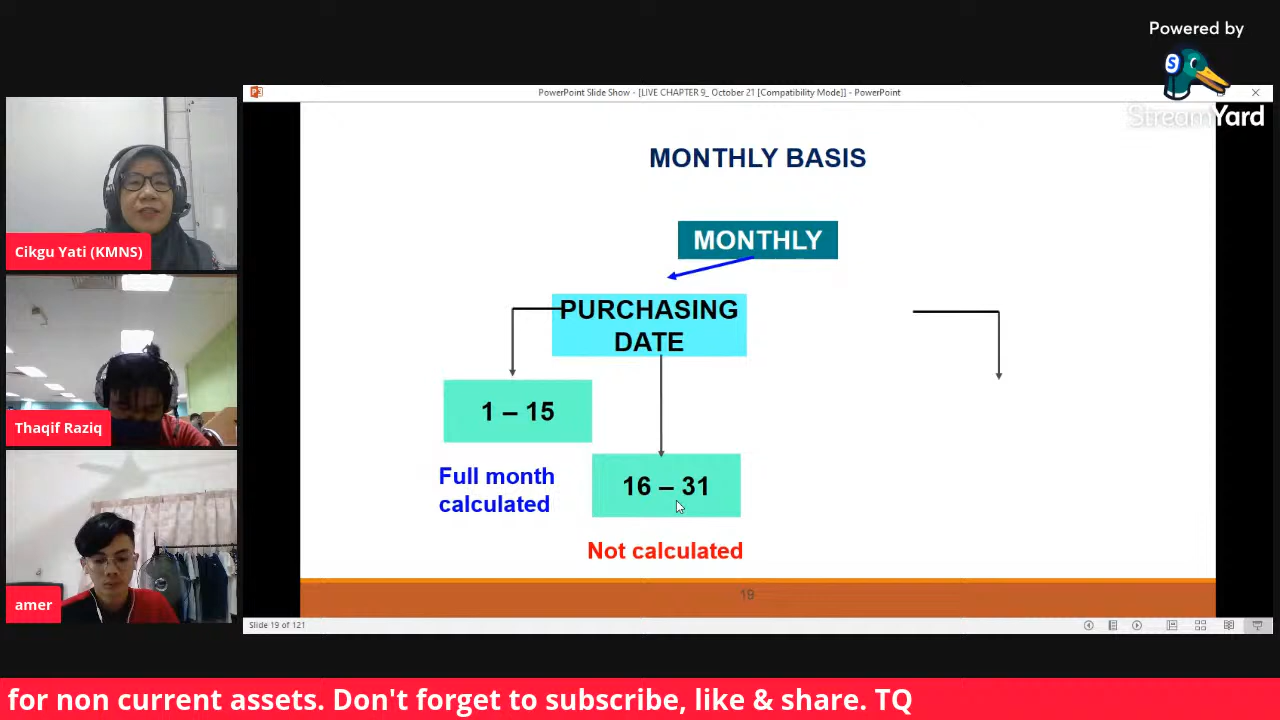 Powered by
StreamYard
PowerPoint Slide Show - [LIVE CHAPTER 9_ October 21 [Compatibility Mode]] - PowerPoint
MONTHLY BASIS
MONTHLY
PURCHASING
DATE
1 – 15
Full month
calculated
16 – 31
Not calculated
19
Slide 19 of 121
Cikgu Yati (KMNS)
Thaqif Raziq
amer
for non current assets. Don't forget to subscribe, like & share. TQ